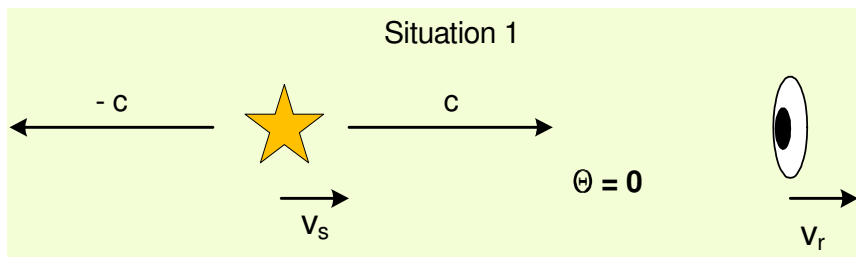 Situation 1
- c
c
Θ = 0
vₛ
vᵣ